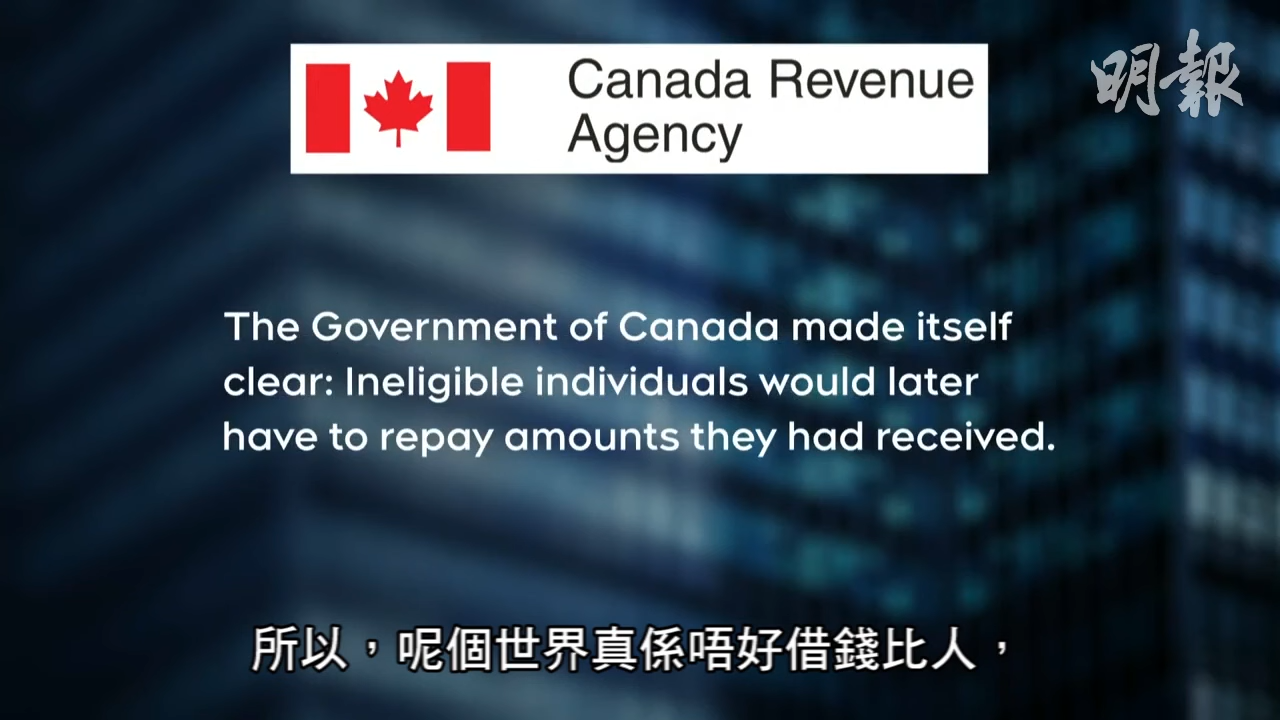 Canada Revenue
Agency
明報
The Government of Canada made itself
clear: Ineligible individuals would later
have to repay amounts they had received.
所以，呢個世界真係唔好借錢比人，